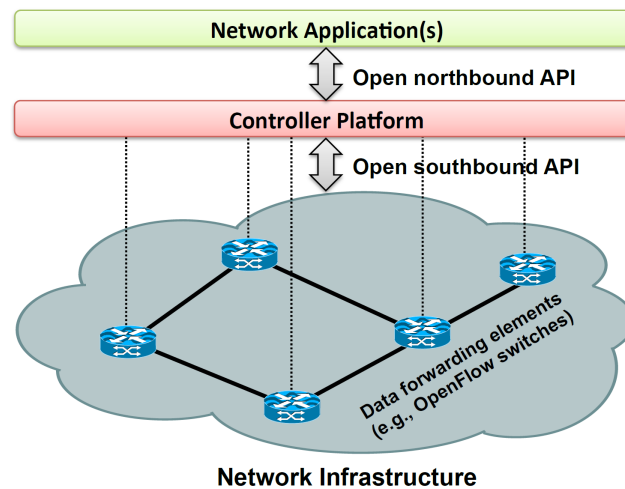 Network Application(s)
Open northbound API
Controller Platform
Open southbound API
Data forwarding elements
(e.g., OpenFlow switches)
Network Infrastructure